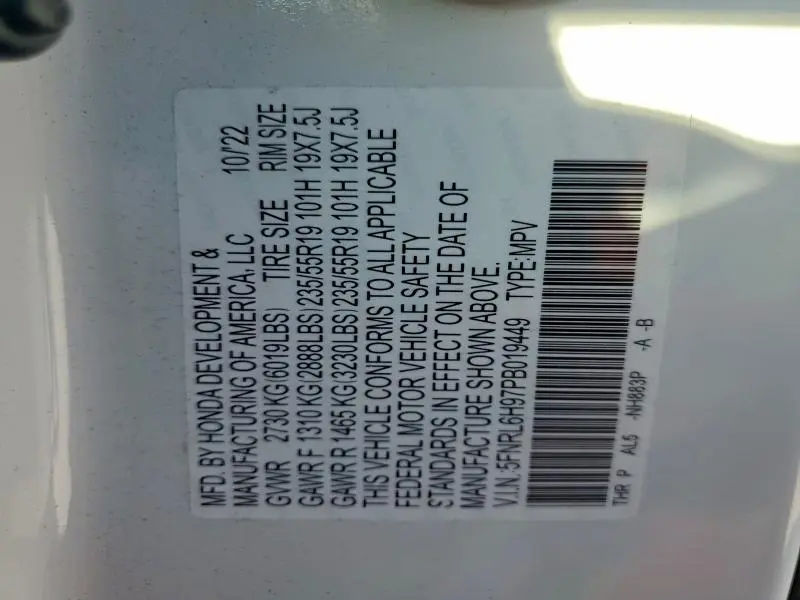 MFD. BY HONDA DEVELOPMENT &
MANUFACTURING OF AMERICA, LLC 10/'22
GVWR 2730 KG (6019LBS) TIRE SIZE RIM SIZE
GAWR F 1310 KG (2888LBS) 235/55R19 101H 19X7.5J
GAWR R 1465 KG (3230LBS) 235/55R19 101H 19X7.5J
THIS VEHICLE CONFORMS TO ALL APPLICABLE
FEDERAL MOTOR VEHICLE SAFETY
STANDARDS IN EFFECT ON THE DATE OF
MANUFACTURE SHOWN ABOVE.
V.I.N.:5FNRL6H97PB019449 TYPE:MPV
THR P AL5 -NH883P -A -B